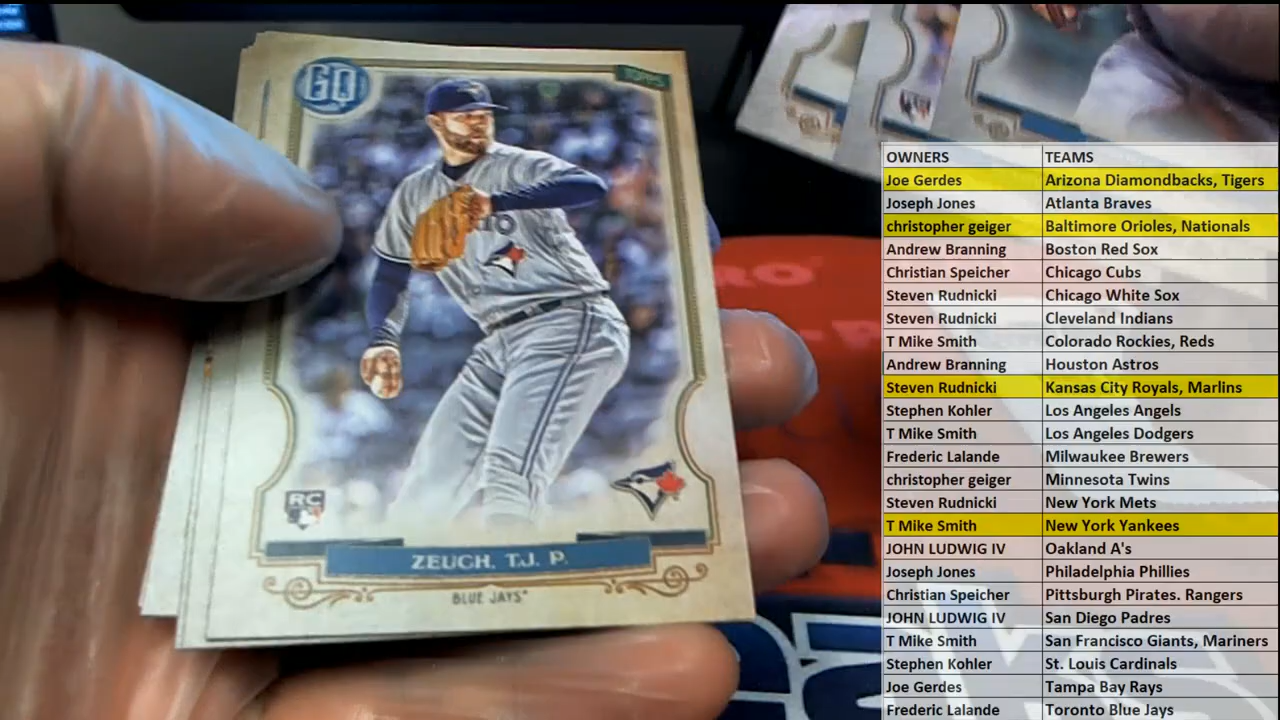 GQ
TOPPS
RO
RC
ZEUCH, T.J. P.
BLUE JAYS
OWNERS TEAMS
Joe Gerdes Arizona Diamondbacks, Tigers
Joseph Jones Atlanta Braves
christopher geiger Baltimore Orioles, Nationals
Andrew Branning Boston Red Sox
Christian Speicher Chicago Cubs
Steven Rudnicki Chicago White Sox
Steven Rudnicki Cleveland Indians
T Mike Smith Colorado Rockies, Reds
Andrew Branning Houston Astros
Steven Rudnicki Kansas City Royals, Marlins
Stephen Kohler Los Angeles Angels
T Mike Smith Los Angeles Dodgers
Frederic Lalande Milwaukee Brewers
christopher geiger Minnesota Twins
Steven Rudnicki New York Mets
T Mike Smith New York Yankees
JOHN LUDWIG IV Oakland A's
Joseph Jones Philadelphia Phillies
Christian Speicher Pittsburgh Pirates. Rangers
JOHN LUDWIG IV San Diego Padres
T Mike Smith San Francisco Giants, Mariners
Stephen Kohler St. Louis Cardinals
Joe Gerdes Tampa Bay Rays
Frederic Lalande Toronto Blue Jays